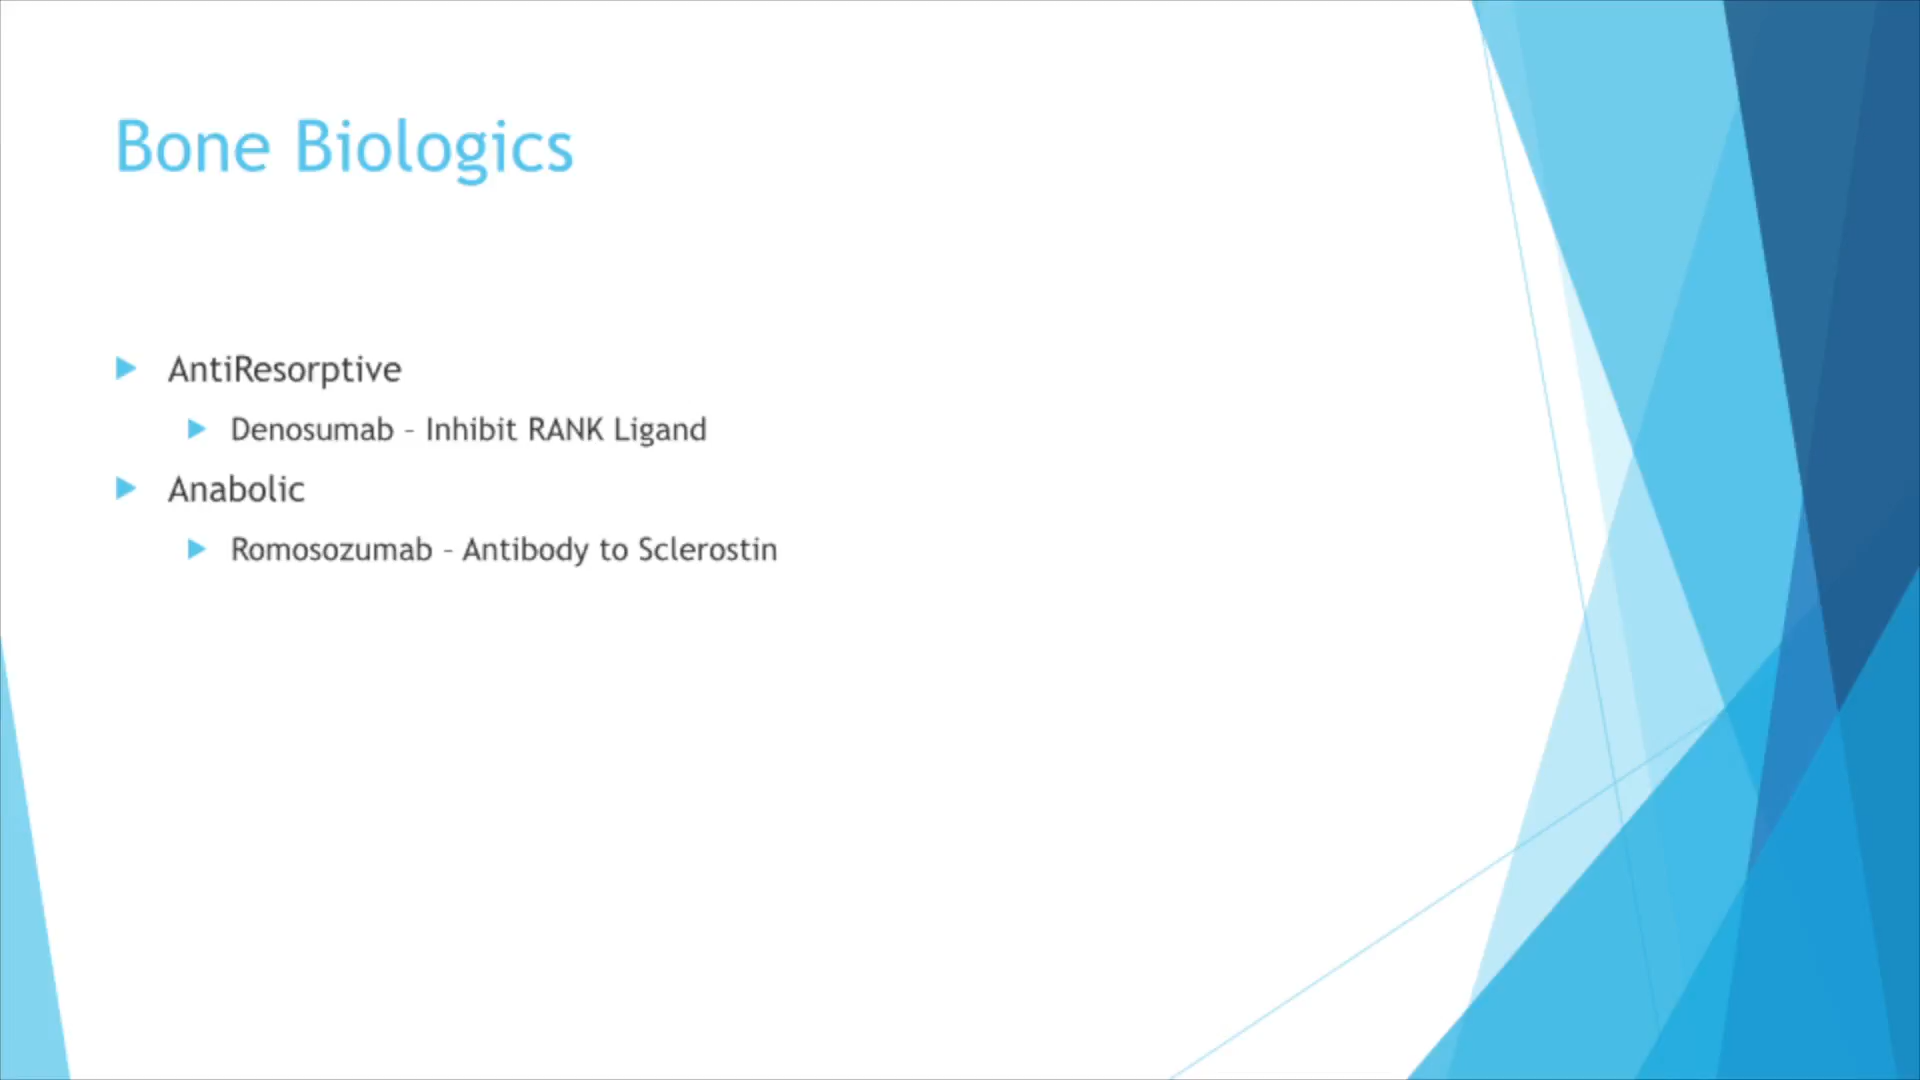 Bone Biologics
AntiResorptive
Denosumab – Inhibit RANK Ligand
Anabolic
Romosozumab – Antibody to Sclerostin